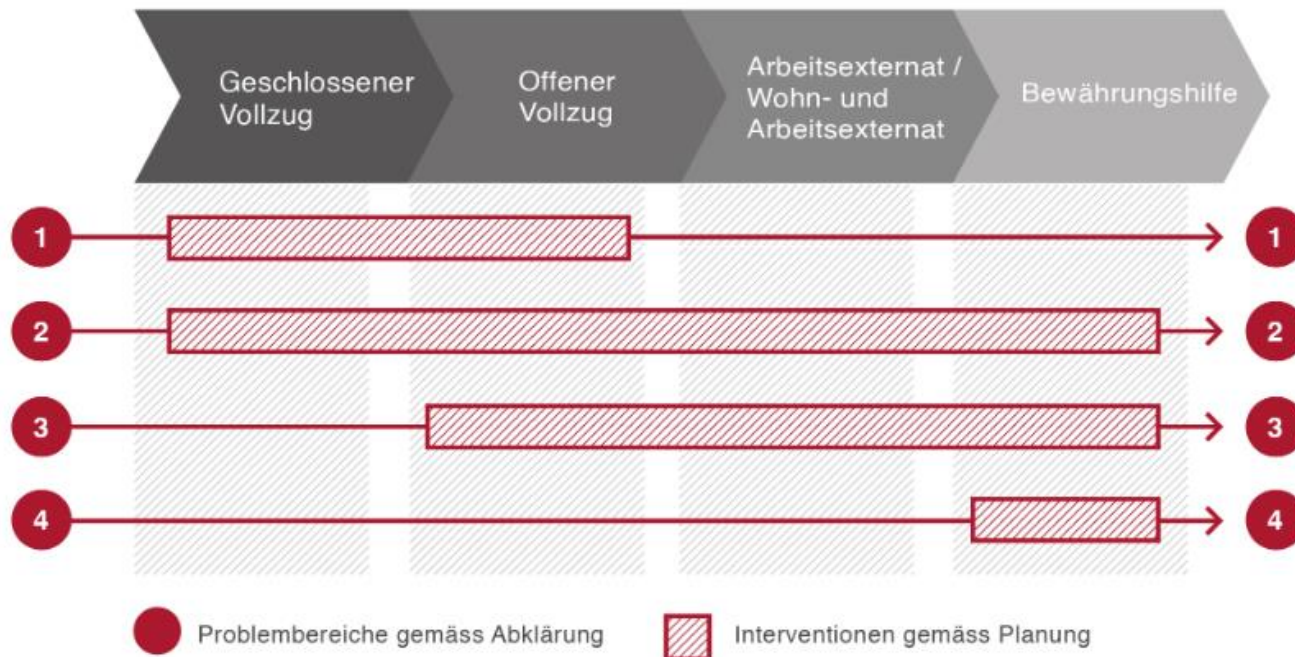 Geschlossener
Vollzug
Offener
Vollzug
Arbeitsexternat /
Wohn- und
Arbeitsexternat
Bewährungshilfe
1
1
2
2
3
3
4
4
Problembereiche gemäss Abklärung
Interventionen gemäss Planung